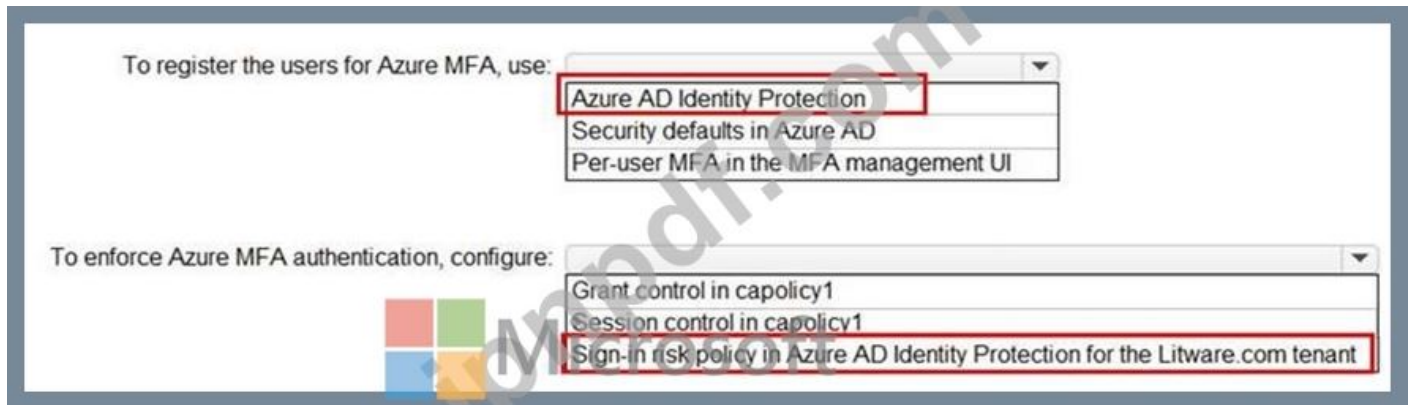 To register the users for Azure MFA, use:
Azure AD Identity Protection
Security defaults in Azure AD
Per-user MFA in the MFA management UI
To enforce Azure MFA authentication, configure:
Grant control in capolicy1
Session control in capolicy1
Sign-in risk policy in Azure AD Identity Protection for the Litware.com tenant
Microsoft